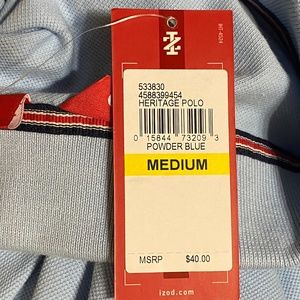 533830
4588399454
HERITAGE POLO
0 15844 73209 3
POWDER BLUE
MEDIUM
MSRP $40.00
izod.com